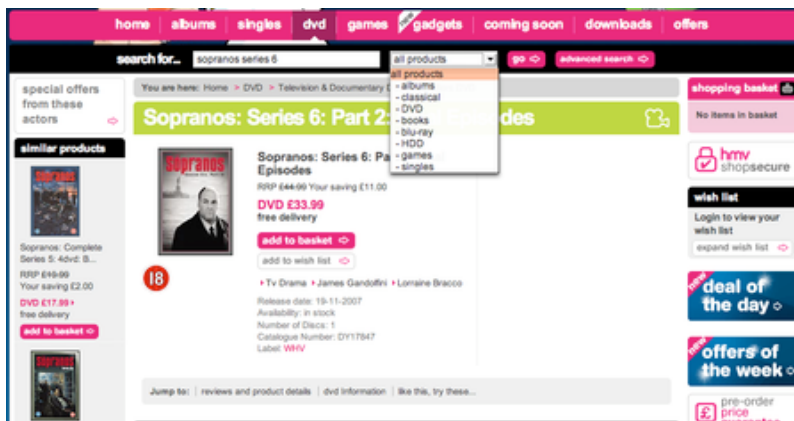 home albums singles dvd games NEW gadgets coming soon downloads offers
search for... sopranos series 6 all products go advanced search
all products
- albums
- classical
- DVD
- books
- blu-ray
- HDD
- games
- singles
special offers
from these
actors
similar products
Sopranos: Complete
Series 5: 4dvd: B...
RRP £19.99
Your saving £2.00
DVD £17.99
free delivery
add to basket
You are here: Home > DVD > Television & Documentary
Sopranos: Series 6: Part 2:
Sopranos
18
Sopranos: Series 6: Pa
Episodes
RRP £44.99 Your saving £11.00
DVD £33.99
free delivery
add to basket
add to wish list
Tv Drama James Gandolfini Lorraine Bracco
Release date: 19-11-2007
Availability: in stock
Number of Discs: 1
Catalogue Number: DY17847
Label: WHV
Jump to: | reviews and product details | dvd information | like this, try these...
shopping basket
No items in basket
hmv
shopsecure
wish list
Login to view your
wish list
expand wish list
new
deal of
the day
new
offers of
the week
pre-order
price